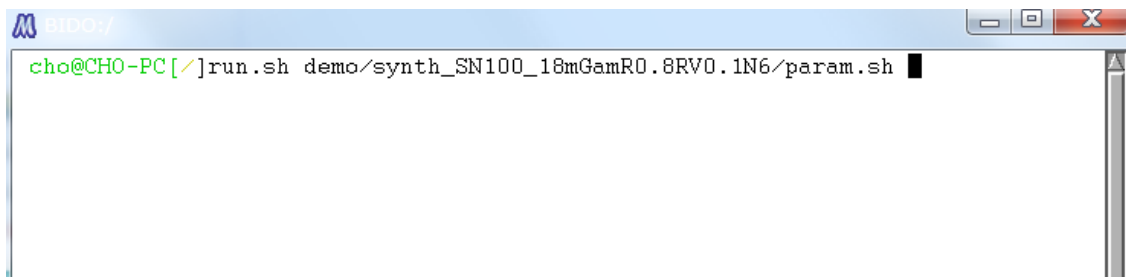 BIDO:/
cho@CHO-PC[/]run.sh demo/synth_SN100_18mGamR0.8RV0.1N6/param.sh